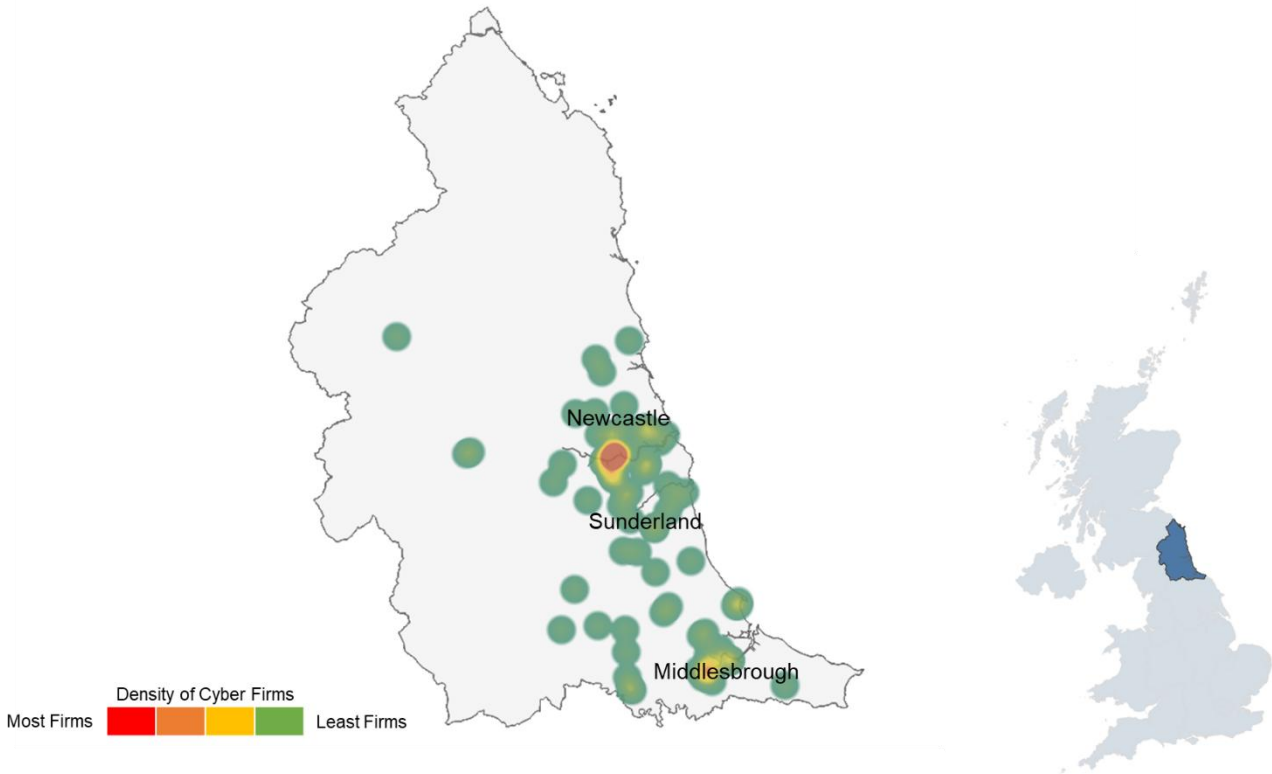 Newcastle
Sunderland
Middlesbrough
Density of Cyber Firms
Most Firms
Least Firms